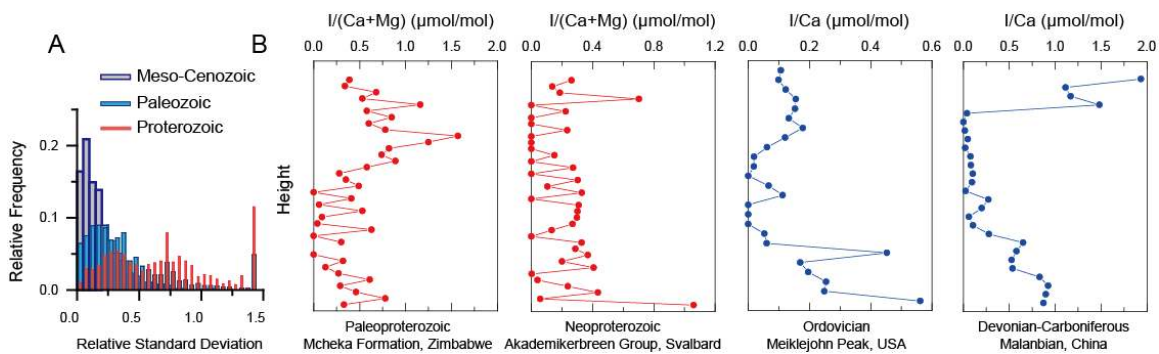 A
Meso-Cenozoic
Paleozoic
Proterozoic
Relative Frequency
0.2
0.1
0.0
0.0 0.5 1.0 1.5
Relative Standard Deviation
B
Height
I/(Ca+Mg) (µmol/mol)
0.0 0.5 1.0 1.5 2.0
Paleoproterozoic
Mcheka Formation, Zimbabwe
I/(Ca+Mg) (µmol/mol)
0.0 0.4 0.8 1.2
Neoproterozoic
Akademikerbreen Group, Svalbard
I/Ca (µmol/mol)
0.0 0.2 0.4 0.6
Ordovician
Meiklejohn Peak, USA
I/Ca (µmol/mol)
0.0 0.5 1.0 1.5 2.0
Devonian-Carboniferous
Malanbian, China